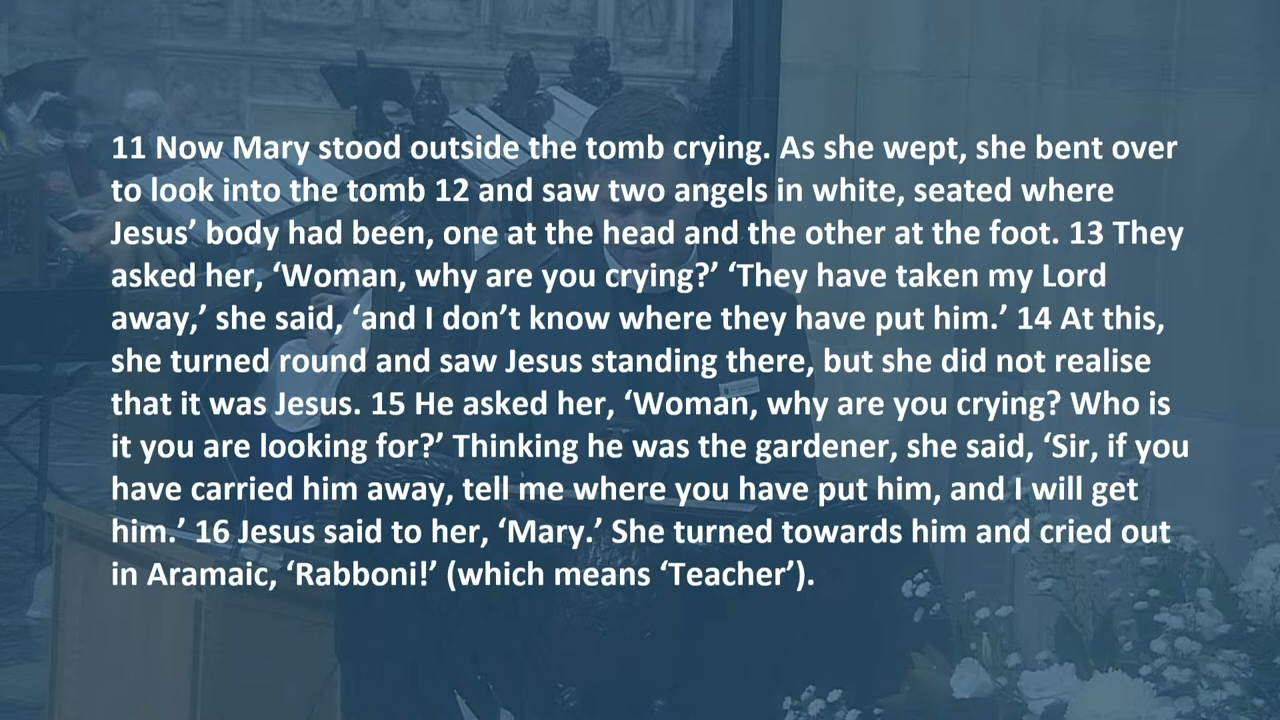 11 Now Mary stood outside the tomb crying. As she wept, she bent over
to look into the tomb 12 and saw two angels in white, seated where
Jesus’ body had been, one at the head and the other at the foot. 13 They
asked her, ‘Woman, why are you crying?’ ‘They have taken my Lord
away,’ she said, ‘and I don’t know where they have put him.’ 14 At this,
she turned round and saw Jesus standing there, but she did not realise
that it was Jesus. 15 He asked her, ‘Woman, why are you crying? Who is
it you are looking for?’ Thinking he was the gardener, she said, ‘Sir, if you
have carried him away, tell me where you have put him, and I will get
him.’ 16 Jesus said to her, ‘Mary.’ She turned towards him and cried out
in Aramaic, ‘Rabboni!’ (which means ‘Teacher’).